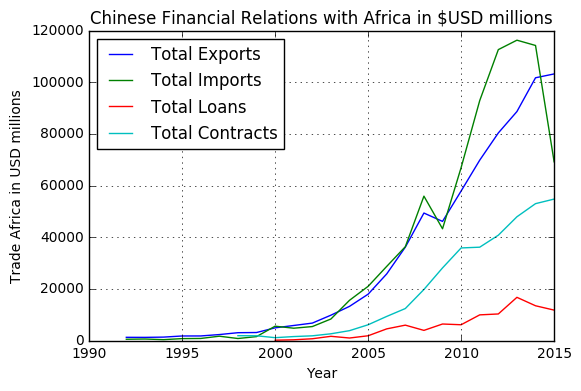 Chinese Financial Relations with Africa in $USD millions
120000
100000
80000
60000
40000
20000
0
Trade Africa in USD millions
Total Exports
Total Imports
Total Loans
Total Contracts
1990 1995 2000 2005 2010 2015
Year